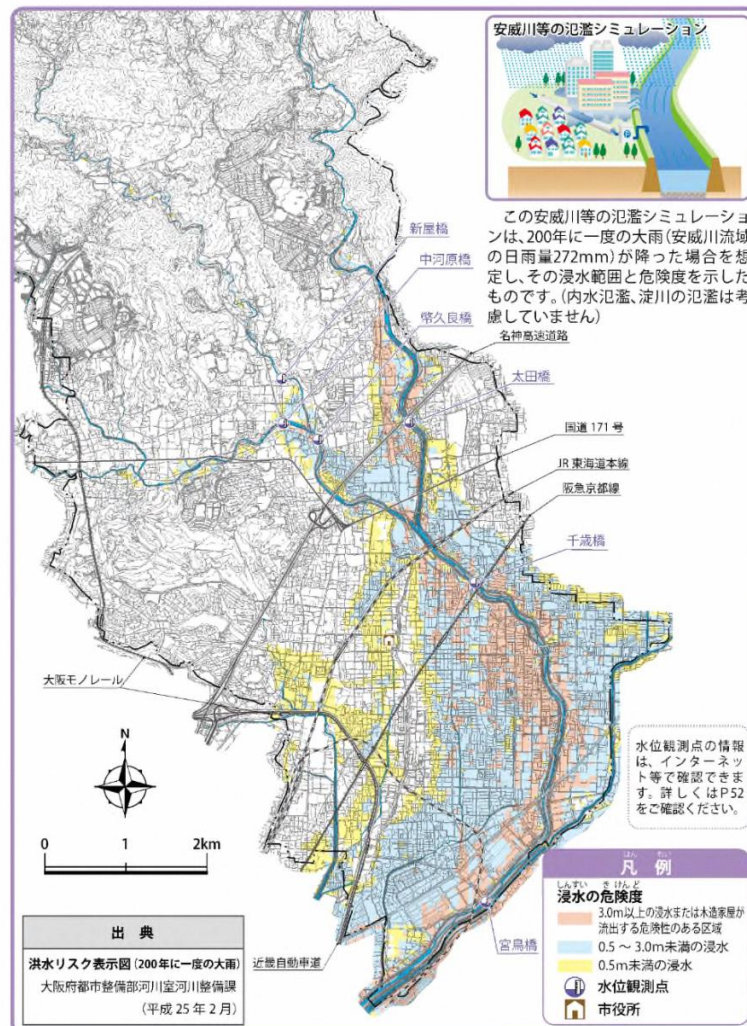 安威川等の氾濫シミュレーション
この安威川等の氾濫シミュレーショ
ンは、200年に一度の大雨(安威川流域
の日雨量272mm)が降った場合を想
定し、その浸水範囲と危険度を示した
ものです。(内水氾濫、淀川の氾濫は考
慮していません)
新屋橋
中河原橋
幣久良橋
名神高速道路
太田橋
国道171号
JR東海道本線
阪急京都線
千歳橋
大阪モノレール
N
0 1 2km
水位観測点の情報
は、インターネッ
ト等で確認できま
す。詳しくはP52
をご確認ください。
宮鳥橋
近畿自動車道
出典
洪水リスク表示図(200年に一度の大雨)
大阪府都市整備部河川室河川整備課
(平成25年2月)
はん れい
凡例
しんすい きけんど
浸水の危険度
3.0m以上の浸水または木造家屋が
流出する危険性のある区域
0.5〜3.0m未満の浸水
0.5m未満の浸水
水位観測点
市役所